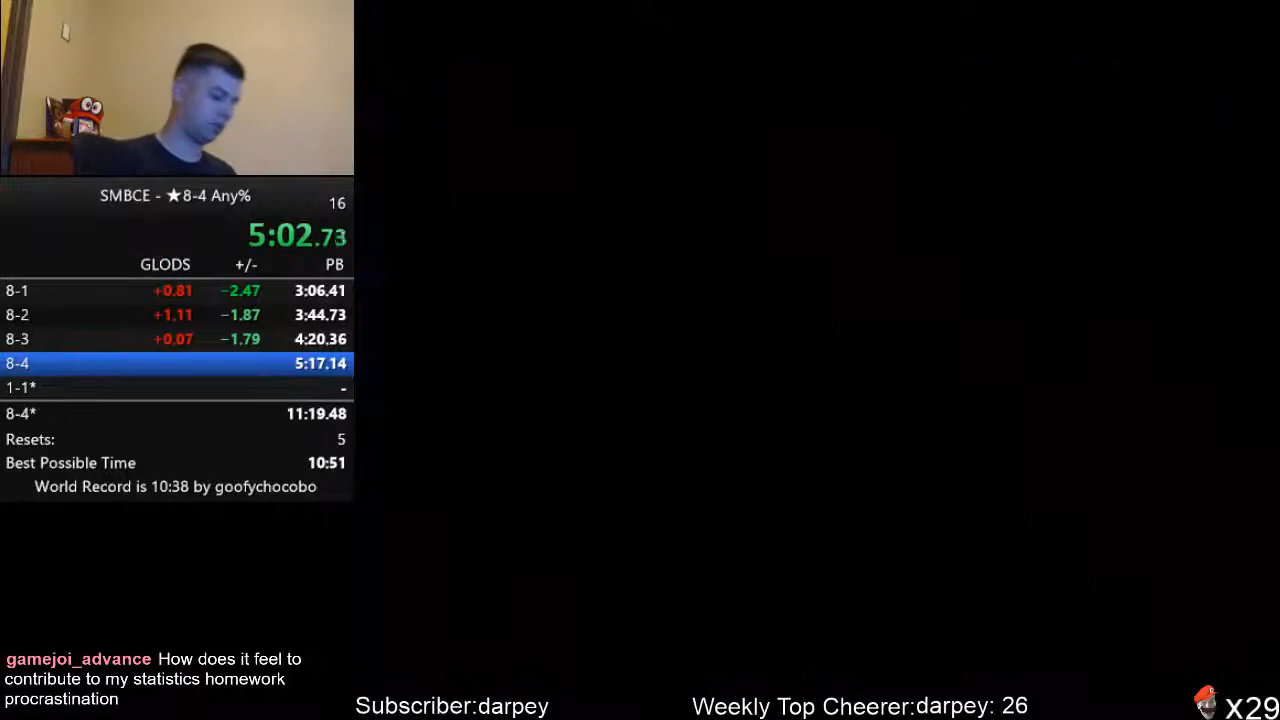 SMBCE - ★8-4 Any%
16
5:02.73
GLODS +/- PB
8-1 +0.81 −2.47 3:06.41
8-2 +1.11 −1.87 3:44.73
8-3 +0.07 −1.79 4:20.36
8-4 5:17.14
1-1* -
8-4* 11:19.48
Resets: 5
Best Possible Time 10:51
World Record is 10:38 by goofychocobo
gamejoi_advance How does it feel to
contribute to my statistics homework
procrastination
Subscriber:darpey
Weekly Top Cheerer:darpey: 26
x29